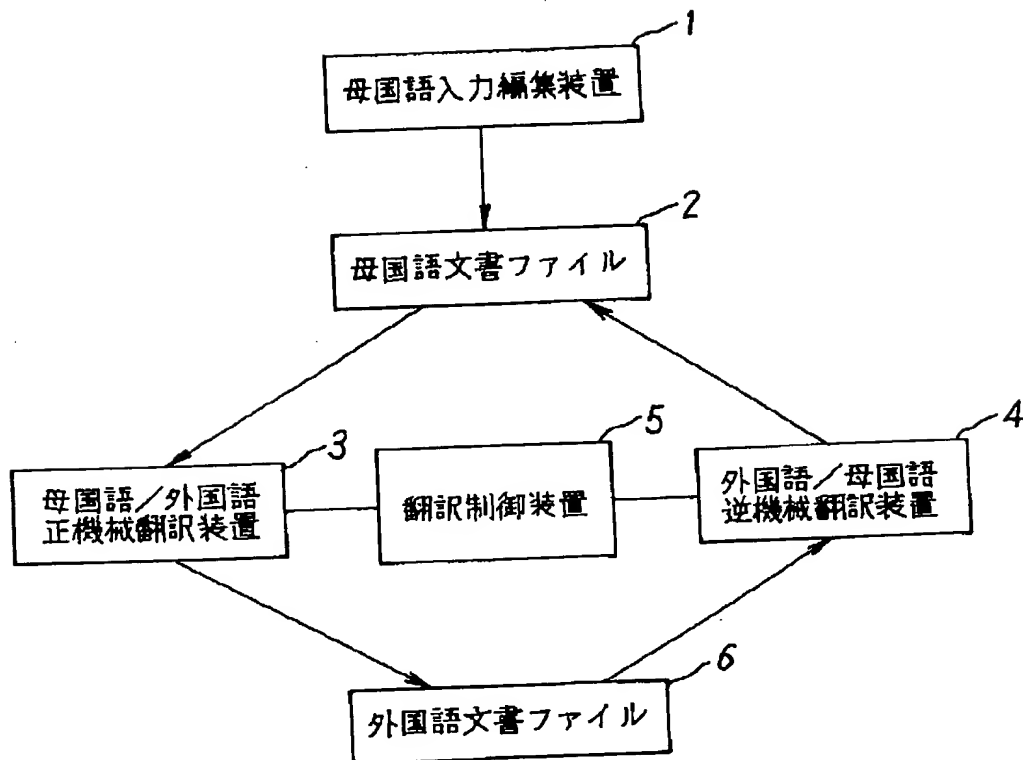 1
母国語入力編集装置
2
母国語文書ファイル
3
母国語/外国語
正機械翻訳装置
5
翻訳制御装置
4
外国語/母国語
逆機械翻訳装置
6
外国語文書ファイル